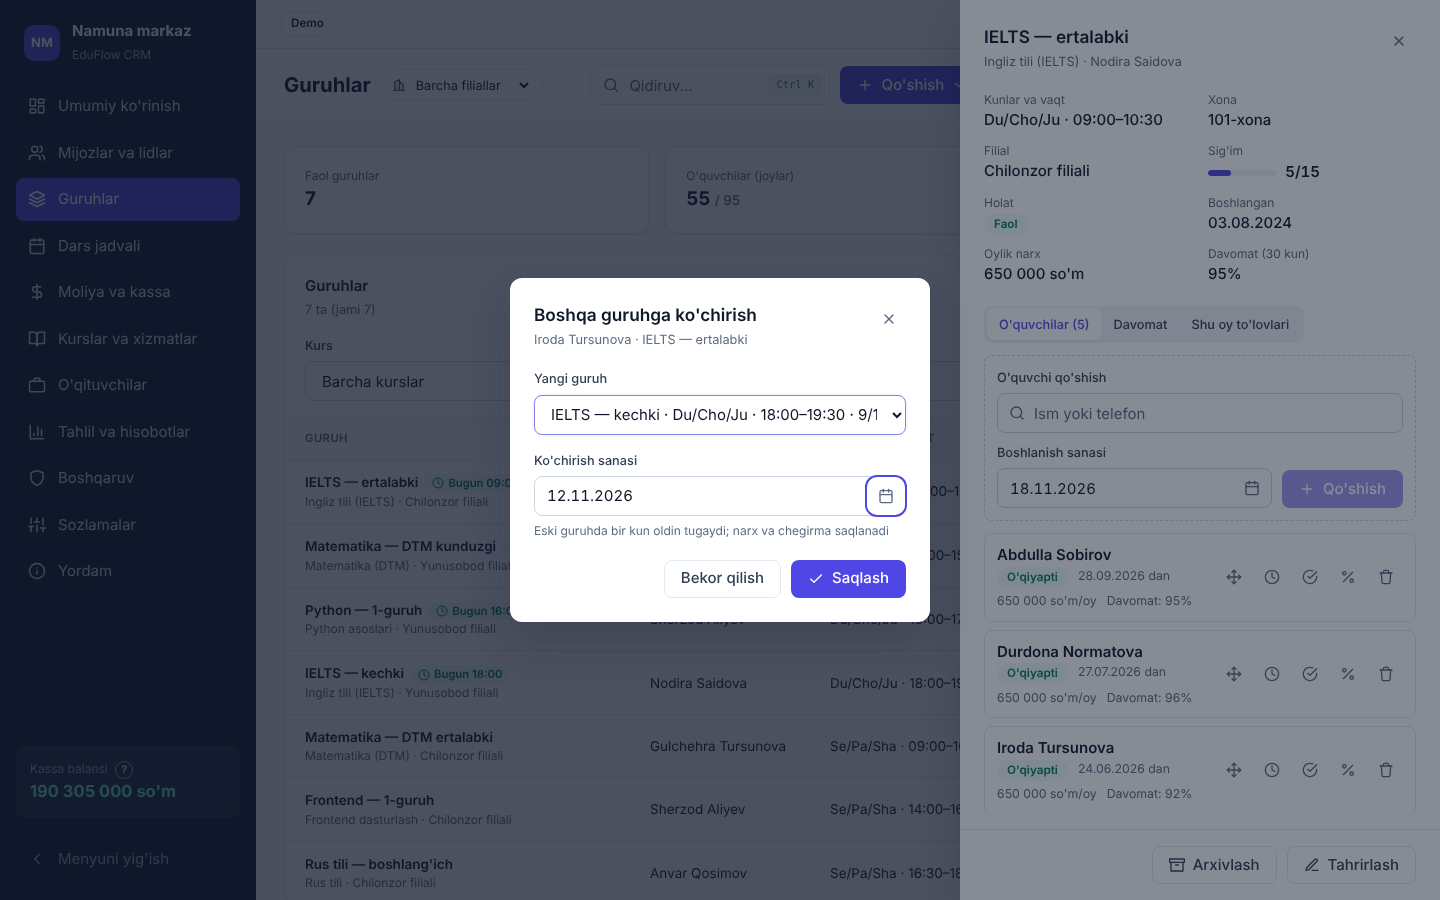 NM
Namuna markaz
EduFlow CRM
Umumiy ko'rinish
Mijozlar va lidlar
Guruhlar
Dars jadvali
Moliya va kassa
Kurslar va xizmatlar
O'qituvchilar
Tahlil va hisobotlar
Boshqaruv
Sozlamalar
Yordam
Kassa balansi ?
190 305 000 so'm
Menyuni yig'ish
Demo
Guruhlar
Barcha filiallar
Qidiruv...
Ctrl K
Qo'shish
Faol guruhlar
7
O'quvchilar (joylar)
55 / 95
Guruhlar
7 ta (jami 7)
Kurs
Barcha kurslar
GURUH
IELTS — ertalabki
Bugun 09:0
Ingliz tili (IELTS) · Chilonzor filiali
Matematika — DTM kunduzgi
Matematika (DTM) · Yunusobod filial
Python — 1-guruh
Bugun 16:0
Python asoslari · Yunusobod filiali
Sherzod Aliyev
IELTS — kechki
Bugun 18:00
Ingliz tili (IELTS) · Yunusobod filiali
Nodira Saidova
Du/Cho/Ju · 18:00–19
Matematika — DTM ertalabki
Matematika (DTM) · Chilonzor filiali
Gulchehra Tursunova
Se/Pa/Sha · 09:00–1
Frontend — 1-guruh
Frontend dasturlash · Chilonzor filiali
Sherzod Aliyev
Se/Pa/Sha · 14:00–16
Rus tili — boshlang'ich
Rus tili · Chilonzor filiali
Anvar Qosimov
Se/Pa/Sha · 16:30–18
Boshqa guruhga ko'chirish
Iroda Tursunova · IELTS — ertalabki
Yangi guruh
IELTS — kechki · Du/Cho/Ju · 18:00–19:30 · 9/1
Ko'chirish sanasi
12.11.2026
Eski guruhda bir kun oldin tugaydi; narx va chegirma saqlanadi
Bekor qilish
Saqlash
IELTS — ertalabki
Ingliz tili (IELTS) · Nodira Saidova
Kunlar va vaqt
Du/Cho/Ju · 09:00–10:30
Xona
101-xona
Filial
Chilonzor filiali
Sig'im
5/15
Holat
Faol
Boshlangan
03.08.2024
Oylik narx
650 000 so'm
Davomat (30 kun)
95%
O'quvchilar (5)
Davomat
Shu oy to'lovlari
O'quvchi qo'shish
Ism yoki telefon
Boshlanish sanasi
18.11.2026
Qo'shish
Abdulla Sobirov
O'qiyapti
28.09.2026 dan
650 000 so'm/oy Davomat: 95%
Durdona Normatova
O'qiyapti
27.07.2026 dan
650 000 so'm/oy Davomat: 96%
Iroda Tursunova
O'qiyapti
24.06.2026 dan
650 000 so'm/oy Davomat: 92%
Arxivlash
Tahrirlash